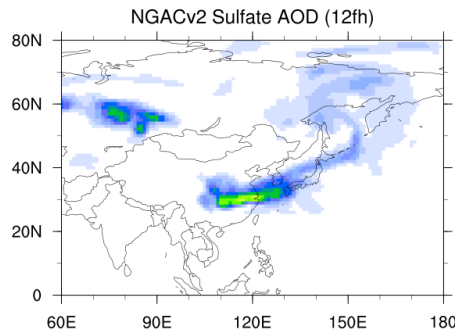 NGACv2 Sulfate AOD (12fh)
80N
60N
40N
20N
0
60E 90E 120E 150E 180